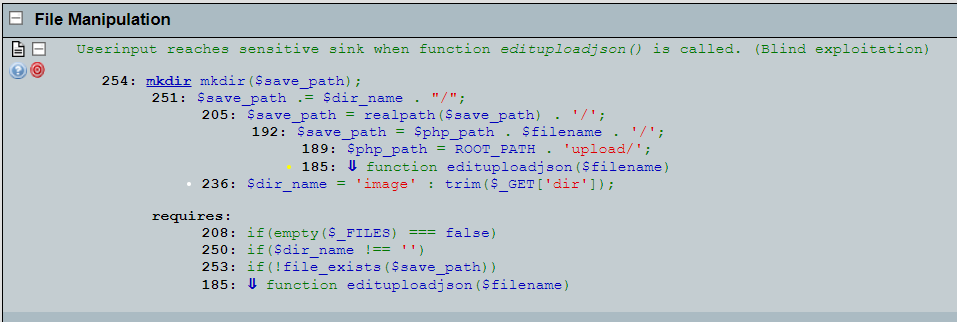 File Manipulation
Userinput reaches sensitive sink when function edituploadjson() is called. (Blind exploitation)
254: mkdir mkdir($save_path);
251: $save_path .= $dir_name . "/";
205: $save_path = realpath($save_path) . '/';
192: $save_path = $php_path . $filename . '/';
189: $php_path = ROOT_PATH . 'upload/';
185: ⇓ function edituploadjson($filename)
236: $dir_name = 'image' : trim($_GET['dir']);
requires:
208: if(empty($_FILES) === false)
250: if($dir_name !== '')
253: if(!file_exists($save_path))
185: ⇓ function edituploadjson($filename)